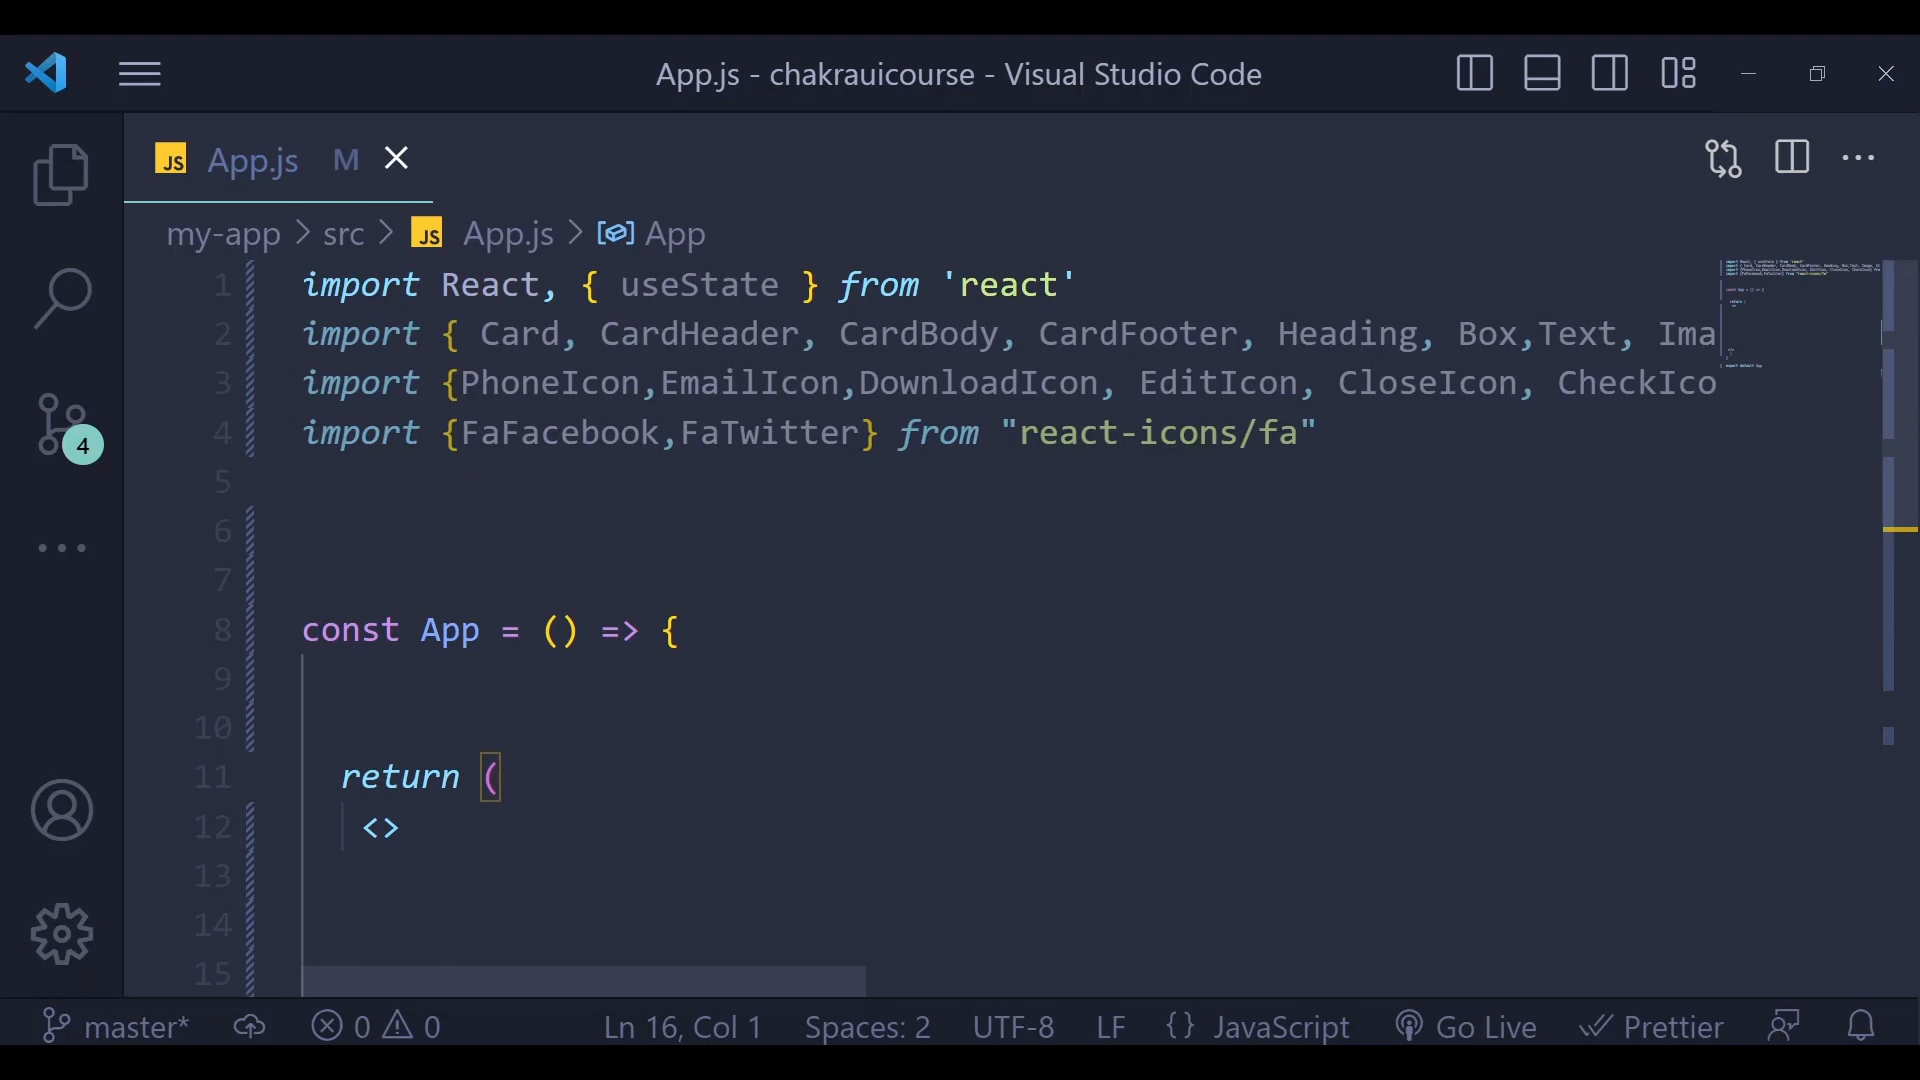 App.js - chakrauicourse - Visual Studio Code
JS App.js M
my-app > src > JS App.js > App
1 import React, { useState } from 'react'
2 import { Card, CardHeader, CardBody, CardFooter, Heading, Box,Text, Ima
3 import {PhoneIcon,EmailIcon,DownloadIcon, EditIcon, CloseIcon, CheckIco
4 import {FaFacebook,FaTwitter} from "react-icons/fa"
5
6
7
8 const App = () => {
9
10
11 return (
12 <>
13
14
15
4
master* 0 0 Ln 16, Col 1 Spaces: 2 UTF-8 LF {} JavaScript Go Live Prettier